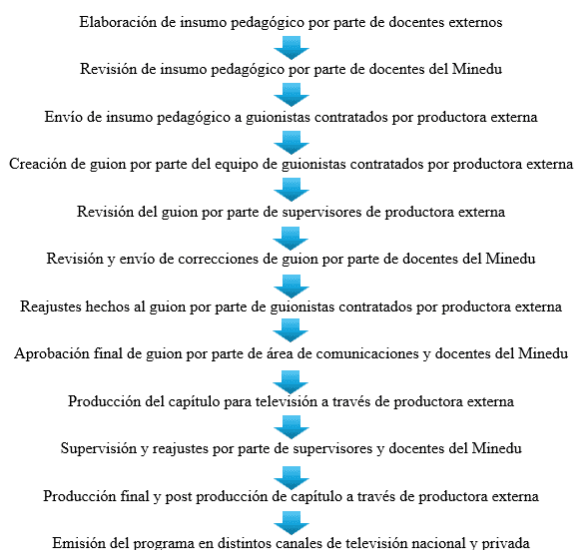 Elaboración de insumo pedagógico por parte de docentes externos
Revisión de insumo pedagógico por parte de docentes del Minedu
Envío de insumo pedagógico a guionistas contratados por productora externa
Creación de guion por parte del equipo de guionistas contratados por productora externa
Revisión del guion por parte de supervisores de productora externa
Revisión y envío de correcciones de guion por parte de docentes del Minedu
Reajustes hechos al guion por parte de guionistas contratados por productora externa
Aprobación final de guion por parte de área de comunicaciones y docentes del Minedu
Producción del capítulo para televisión a través de productora externa
Supervisión y reajustes por parte de supervisores y docentes del Minedu
Producción final y post producción de capítulo a través de productora externa
Emisión del programa en distintos canales de televisión nacional y privada